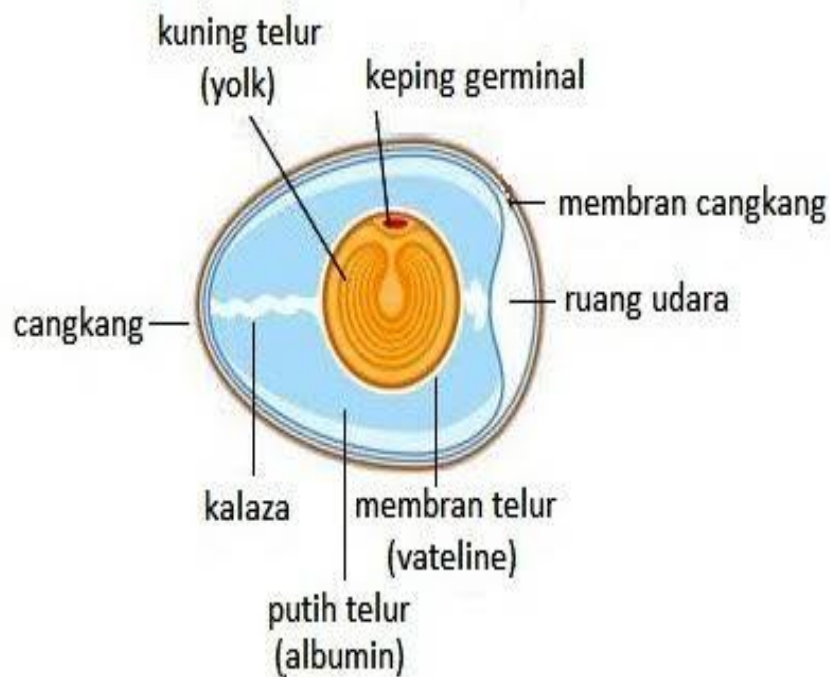 kuning telur
(yolk)
keping germinal
membran cangkang
ruang udara
cangkang
kalaza
membran telur
(vateline)
putih telur
(albumin)